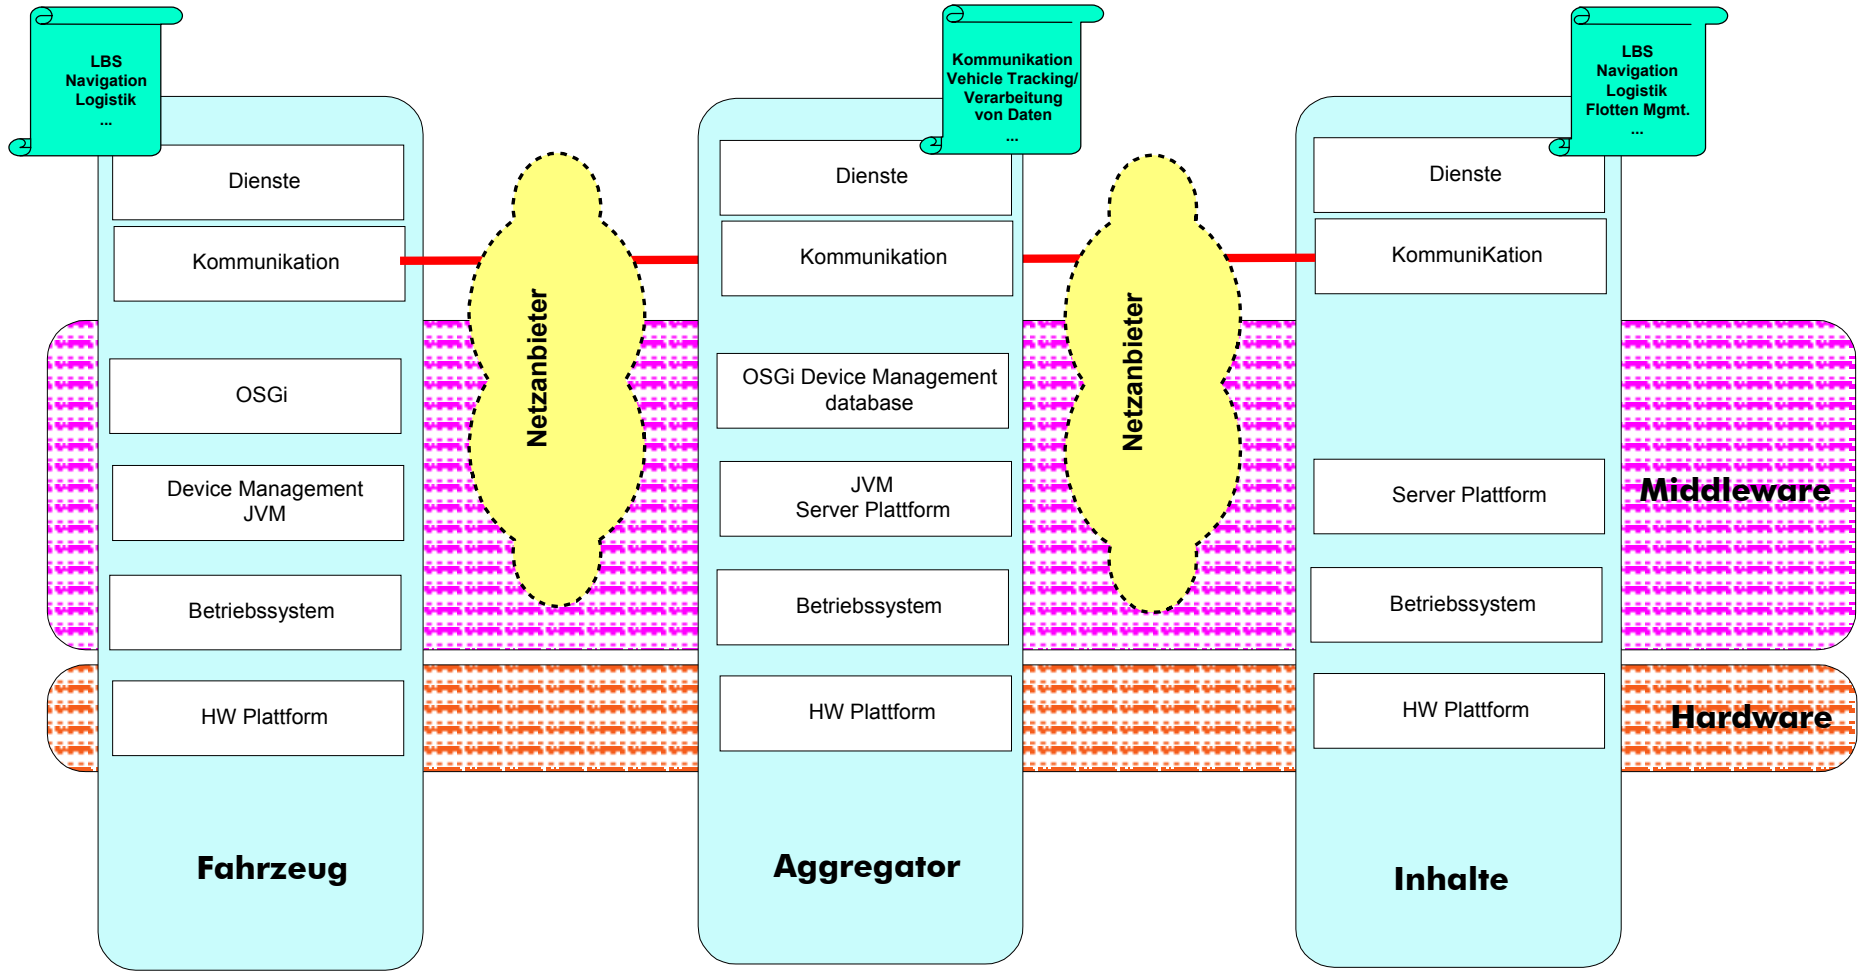 LBS
Navigation
Logistik
...
Dienste
Kommunikation
OSGi
Device Management
JVM
Betriebssystem
HW Plattform
Fahrzeug
Netzanbieter
Kommunikation
Vehicle Tracking/
Verarbeitung
von Daten
...
Dienste
Kommunikation
OSGi Device Management
database
JVM
Server Plattform
Betriebssystem
HW Plattform
Aggregator
Netzanbieter
LBS
Navigation
Logistik
Flotten Mgmt.
...
Dienste
KommuniKation
Server Plattform
Betriebssystem
HW Plattform
Inhalte
Middleware
Hardware